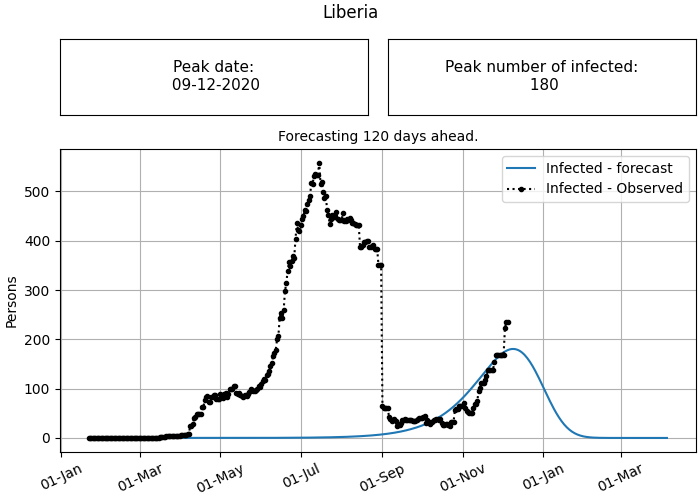 Liberia
Peak date:
09-12-2020
Peak number of infected:
180
Forecasting 120 days ahead.
Infected - forecast
Infected - Observed
Persons
500
400
300
200
100
0
01-Jan
01-Mar
01-May
01-Jul
01-Sep
01-Nov
01-Jan
01-Mar